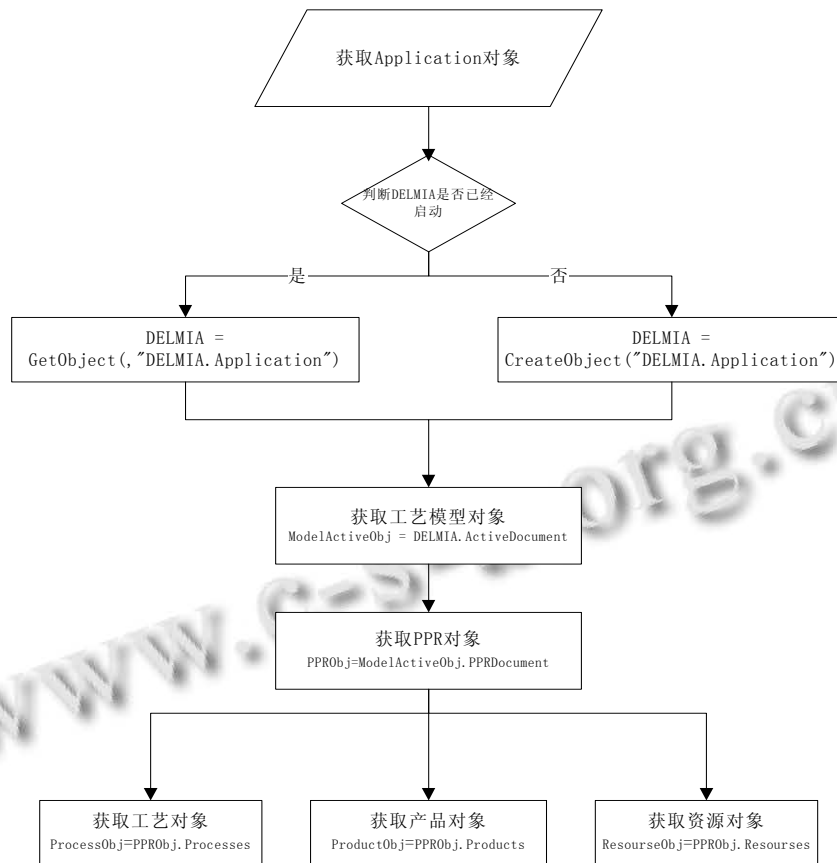 获取Application对象
判断DELMIA是否已经
启动
是
否
DELMIA =
GetObject(,"DELMIA.Application")
DELMIA =
CreateObject("DELMIA.Application")
获取工艺模型对象
ModelActiveObj = DELMIA.ActiveDocument
获取PPR对象
PPRObj=ModelActiveObj.PPRDocument
获取工艺对象
ProcessObj=PPRObj.Processes
获取产品对象
ProductObj=PPRObj.Products
获取资源对象
ResourseObj=PPRObj.Resourses